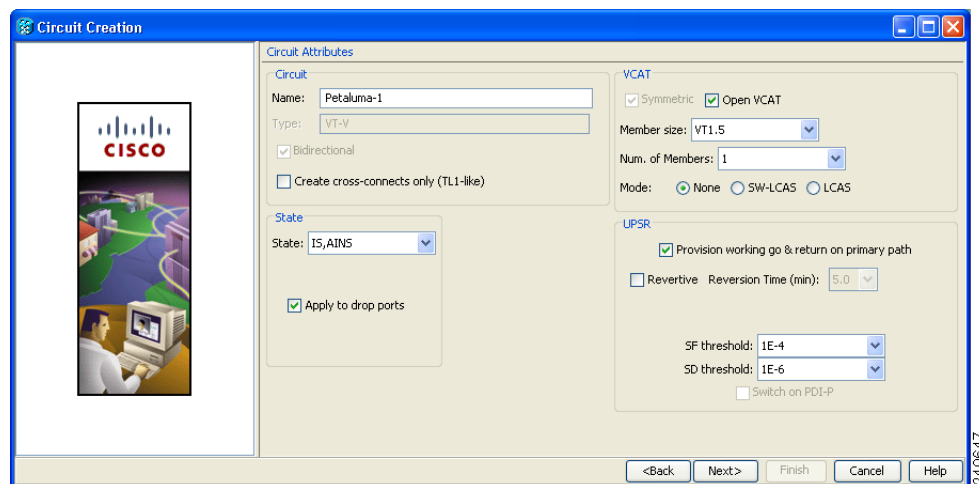 Circuit Creation
CISCO
Circuit Attributes
Circuit
Name: Petaluma-1
Type: VT-V
Bidirectional
Create cross-connects only (TL1-like)
State
State: IS,AINS
Apply to drop ports
VCAT
Symmetric Open VCAT
Member size: VT1.5
Num. of Members: 1
Mode: None SW-LCAS LCAS
UPSR
Provision working go & return on primary path
Revertive Reversion Time (min): 5.0
SF threshold: 1E-4
SD threshold: 1E-6
Switch on PDI-P
<Back Next> Finish Cancel Help